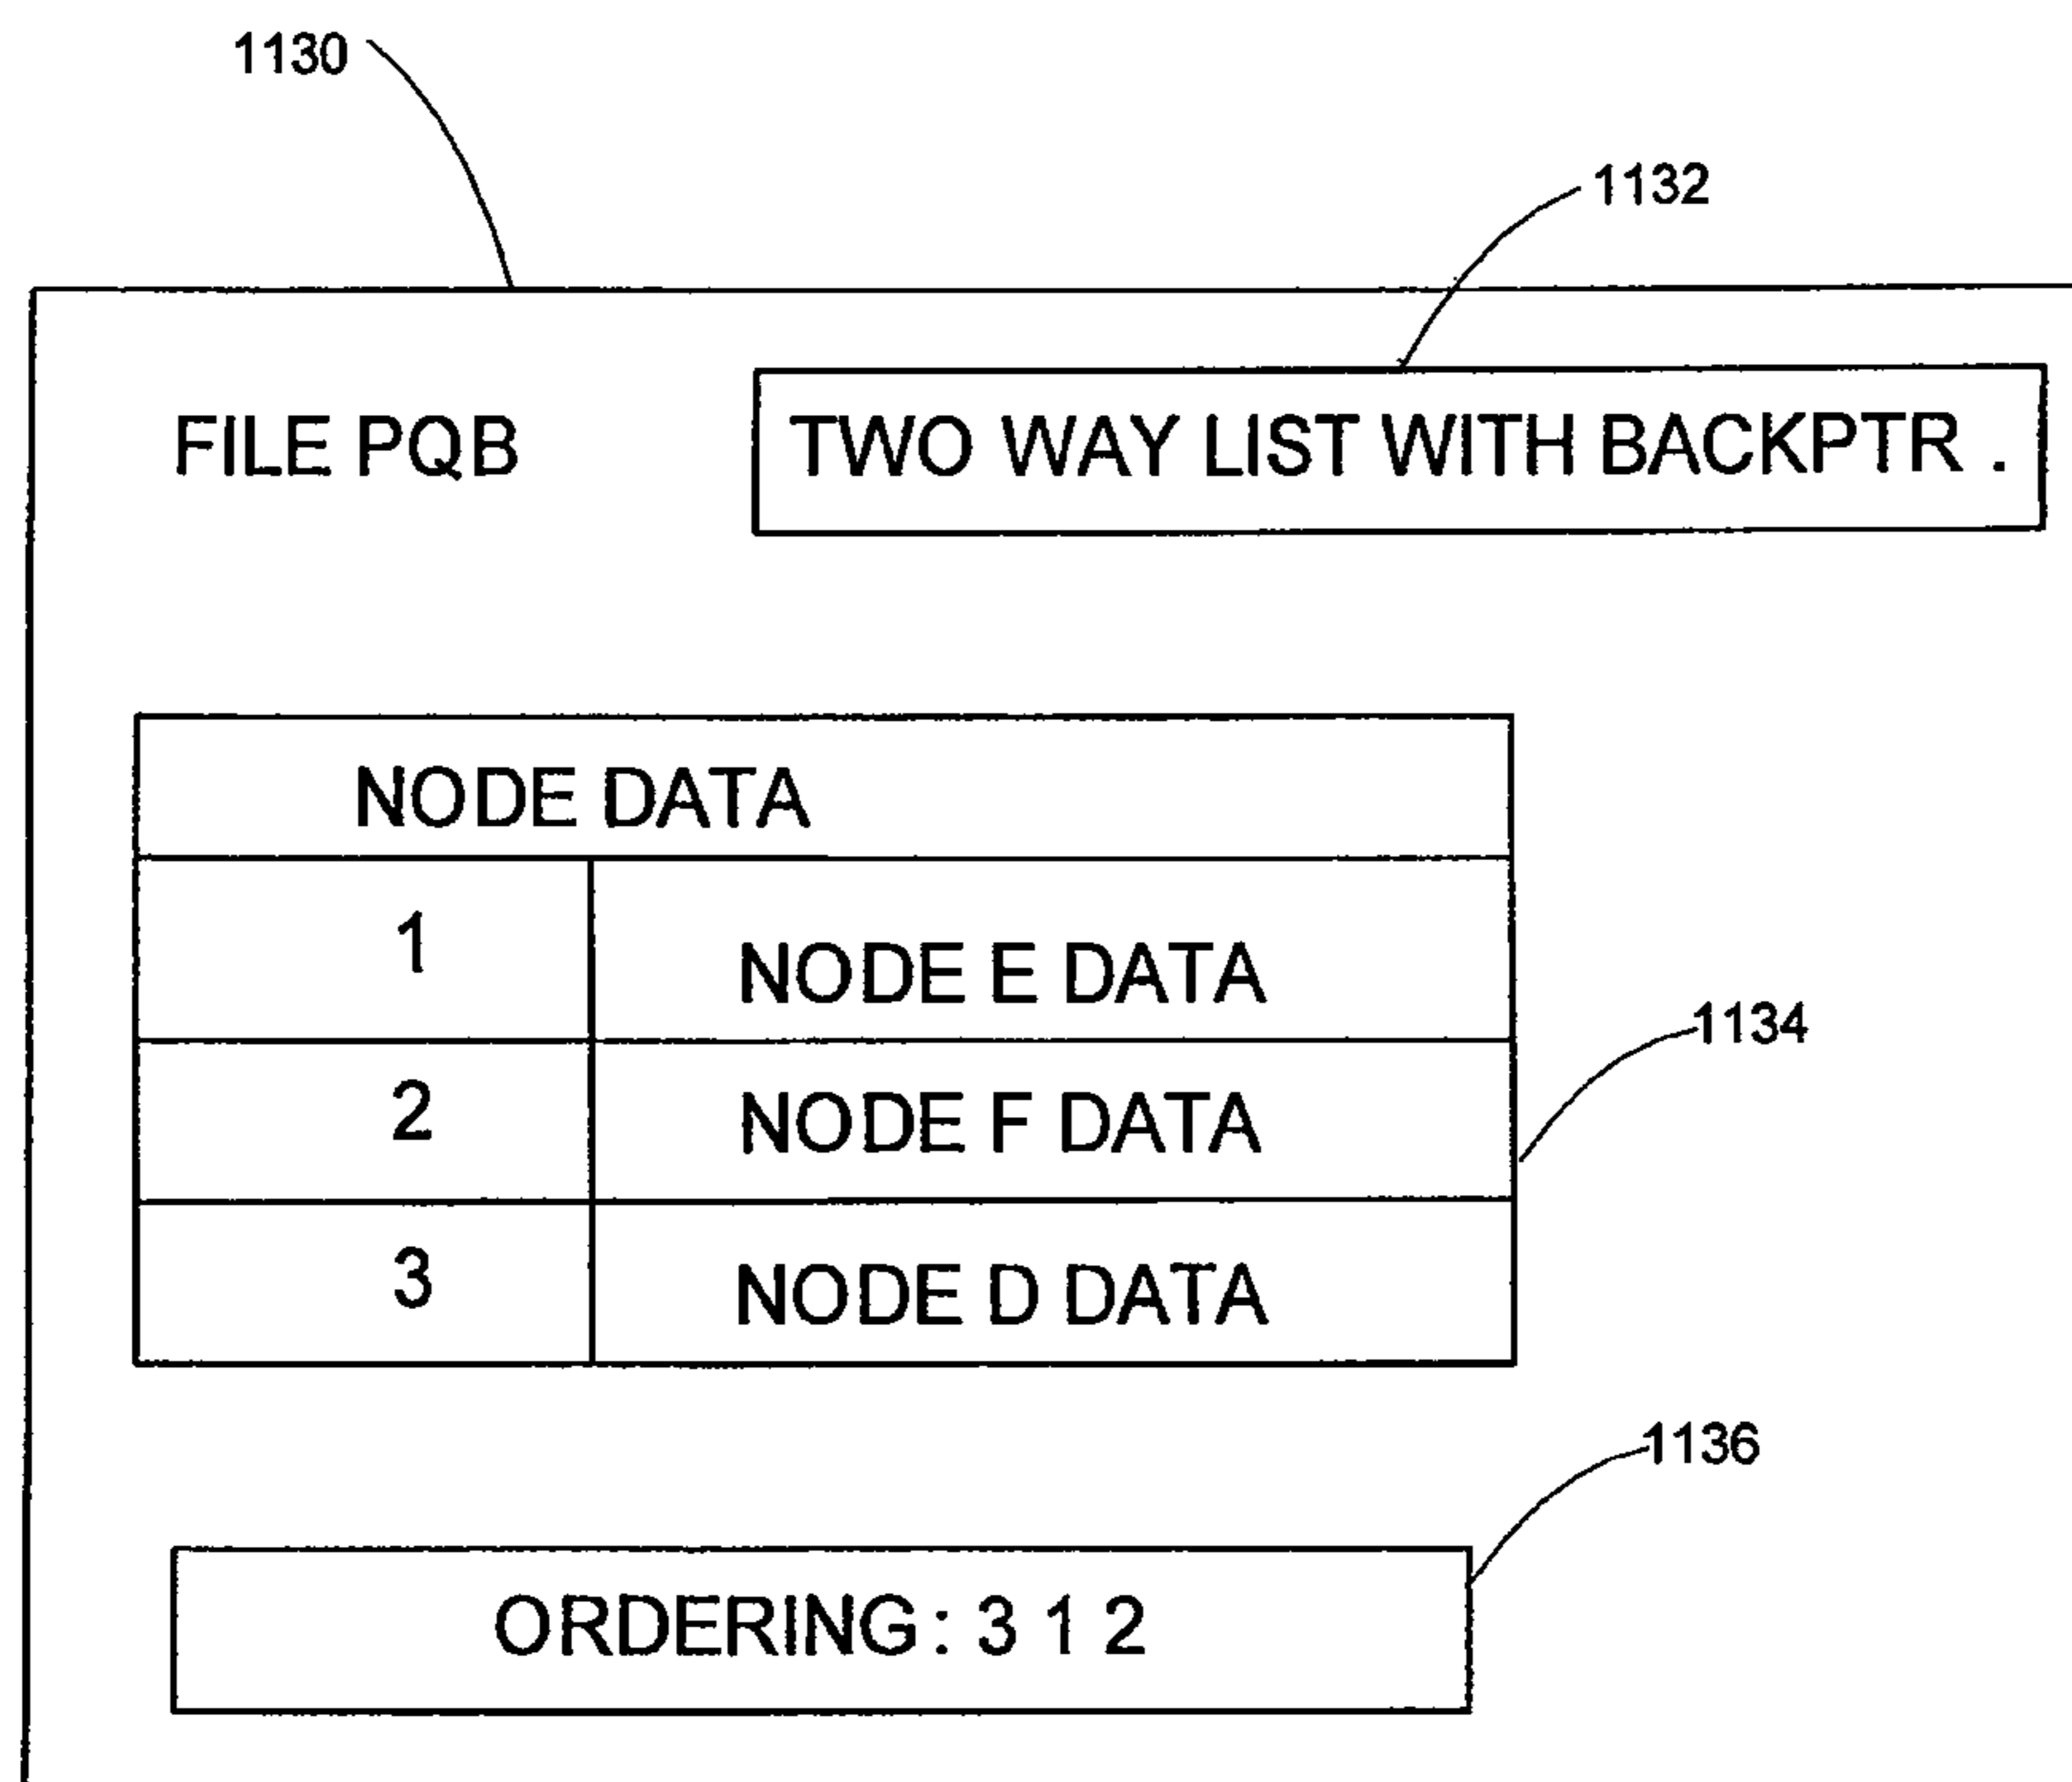 1130
1132
FILE PQB
TWO WAY LIST WITH BACKPTR .
NODE DATA
1 NODE E DATA
1134
2 NODE F DATA
3 NODE D DATA
1136
ORDERING: 3 1 2